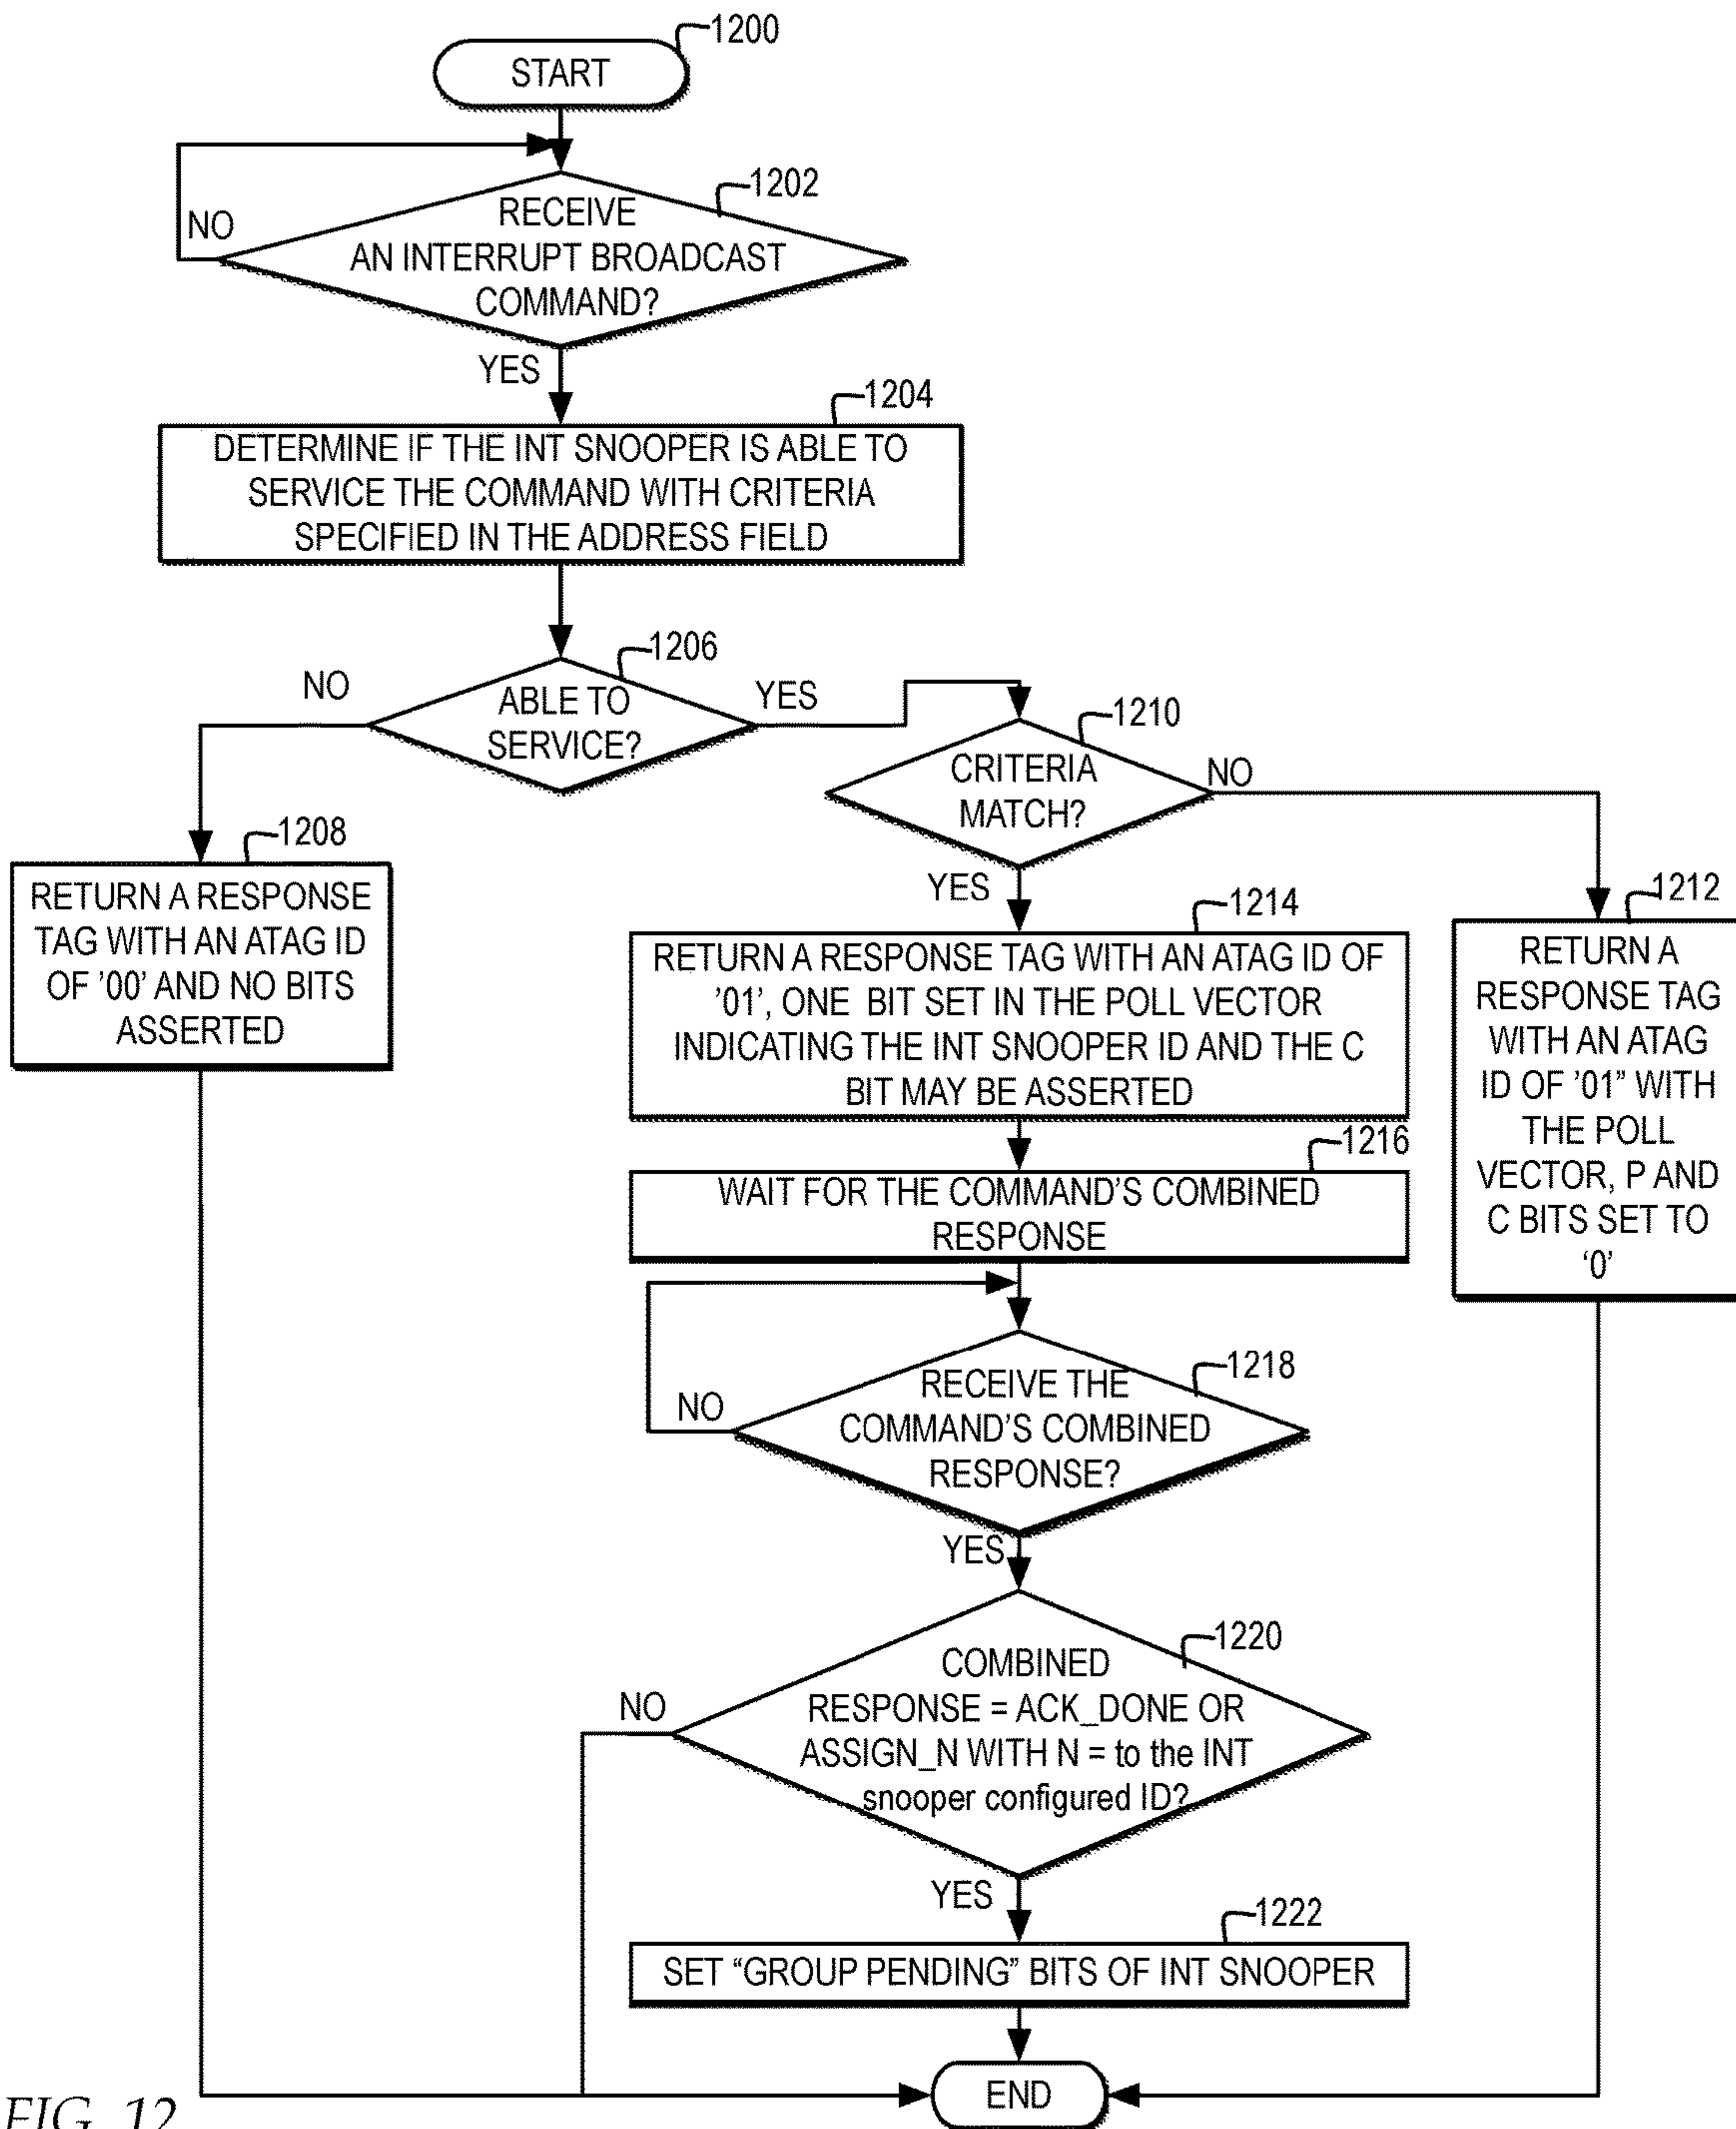 1200
START
1202
RECEIVE
AN INTERRUPT BROADCAST
COMMAND?
NO
YES
1204
DETERMINE IF THE INT SNOOPER IS ABLE TO
SERVICE THE COMMAND WITH CRITERIA
SPECIFIED IN THE ADDRESS FIELD
1206
NO
ABLE TO
SERVICE?
YES
1210
CRITERIA
MATCH?
NO
YES
1208
RETURN A RESPONSE
TAG WITH AN ATAG ID
OF '00' AND NO BITS
ASSERTED
1214
RETURN A RESPONSE TAG WITH AN ATAG ID OF
'01', ONE BIT SET IN THE POLL VECTOR
INDICATING THE INT SNOOPER ID AND THE C
BIT MAY BE ASSERTED
1212
RETURN A
RESPONSE TAG
WITH AN ATAG
ID OF '01" WITH
THE POLL
VECTOR, P AND
C BITS SET TO
‘0’
1216
WAIT FOR THE COMMAND’S COMBINED
RESPONSE
1218
RECEIVE THE
COMMAND’S COMBINED
RESPONSE?
NO
YES
1220
COMBINED
RESPONSE = ACK_DONE OR
ASSIGN_N WITH N = to the INT
snooper configured ID?
NO
YES
1222
SET “GROUP PENDING” BITS OF INT SNOOPER
END
FIG. 12